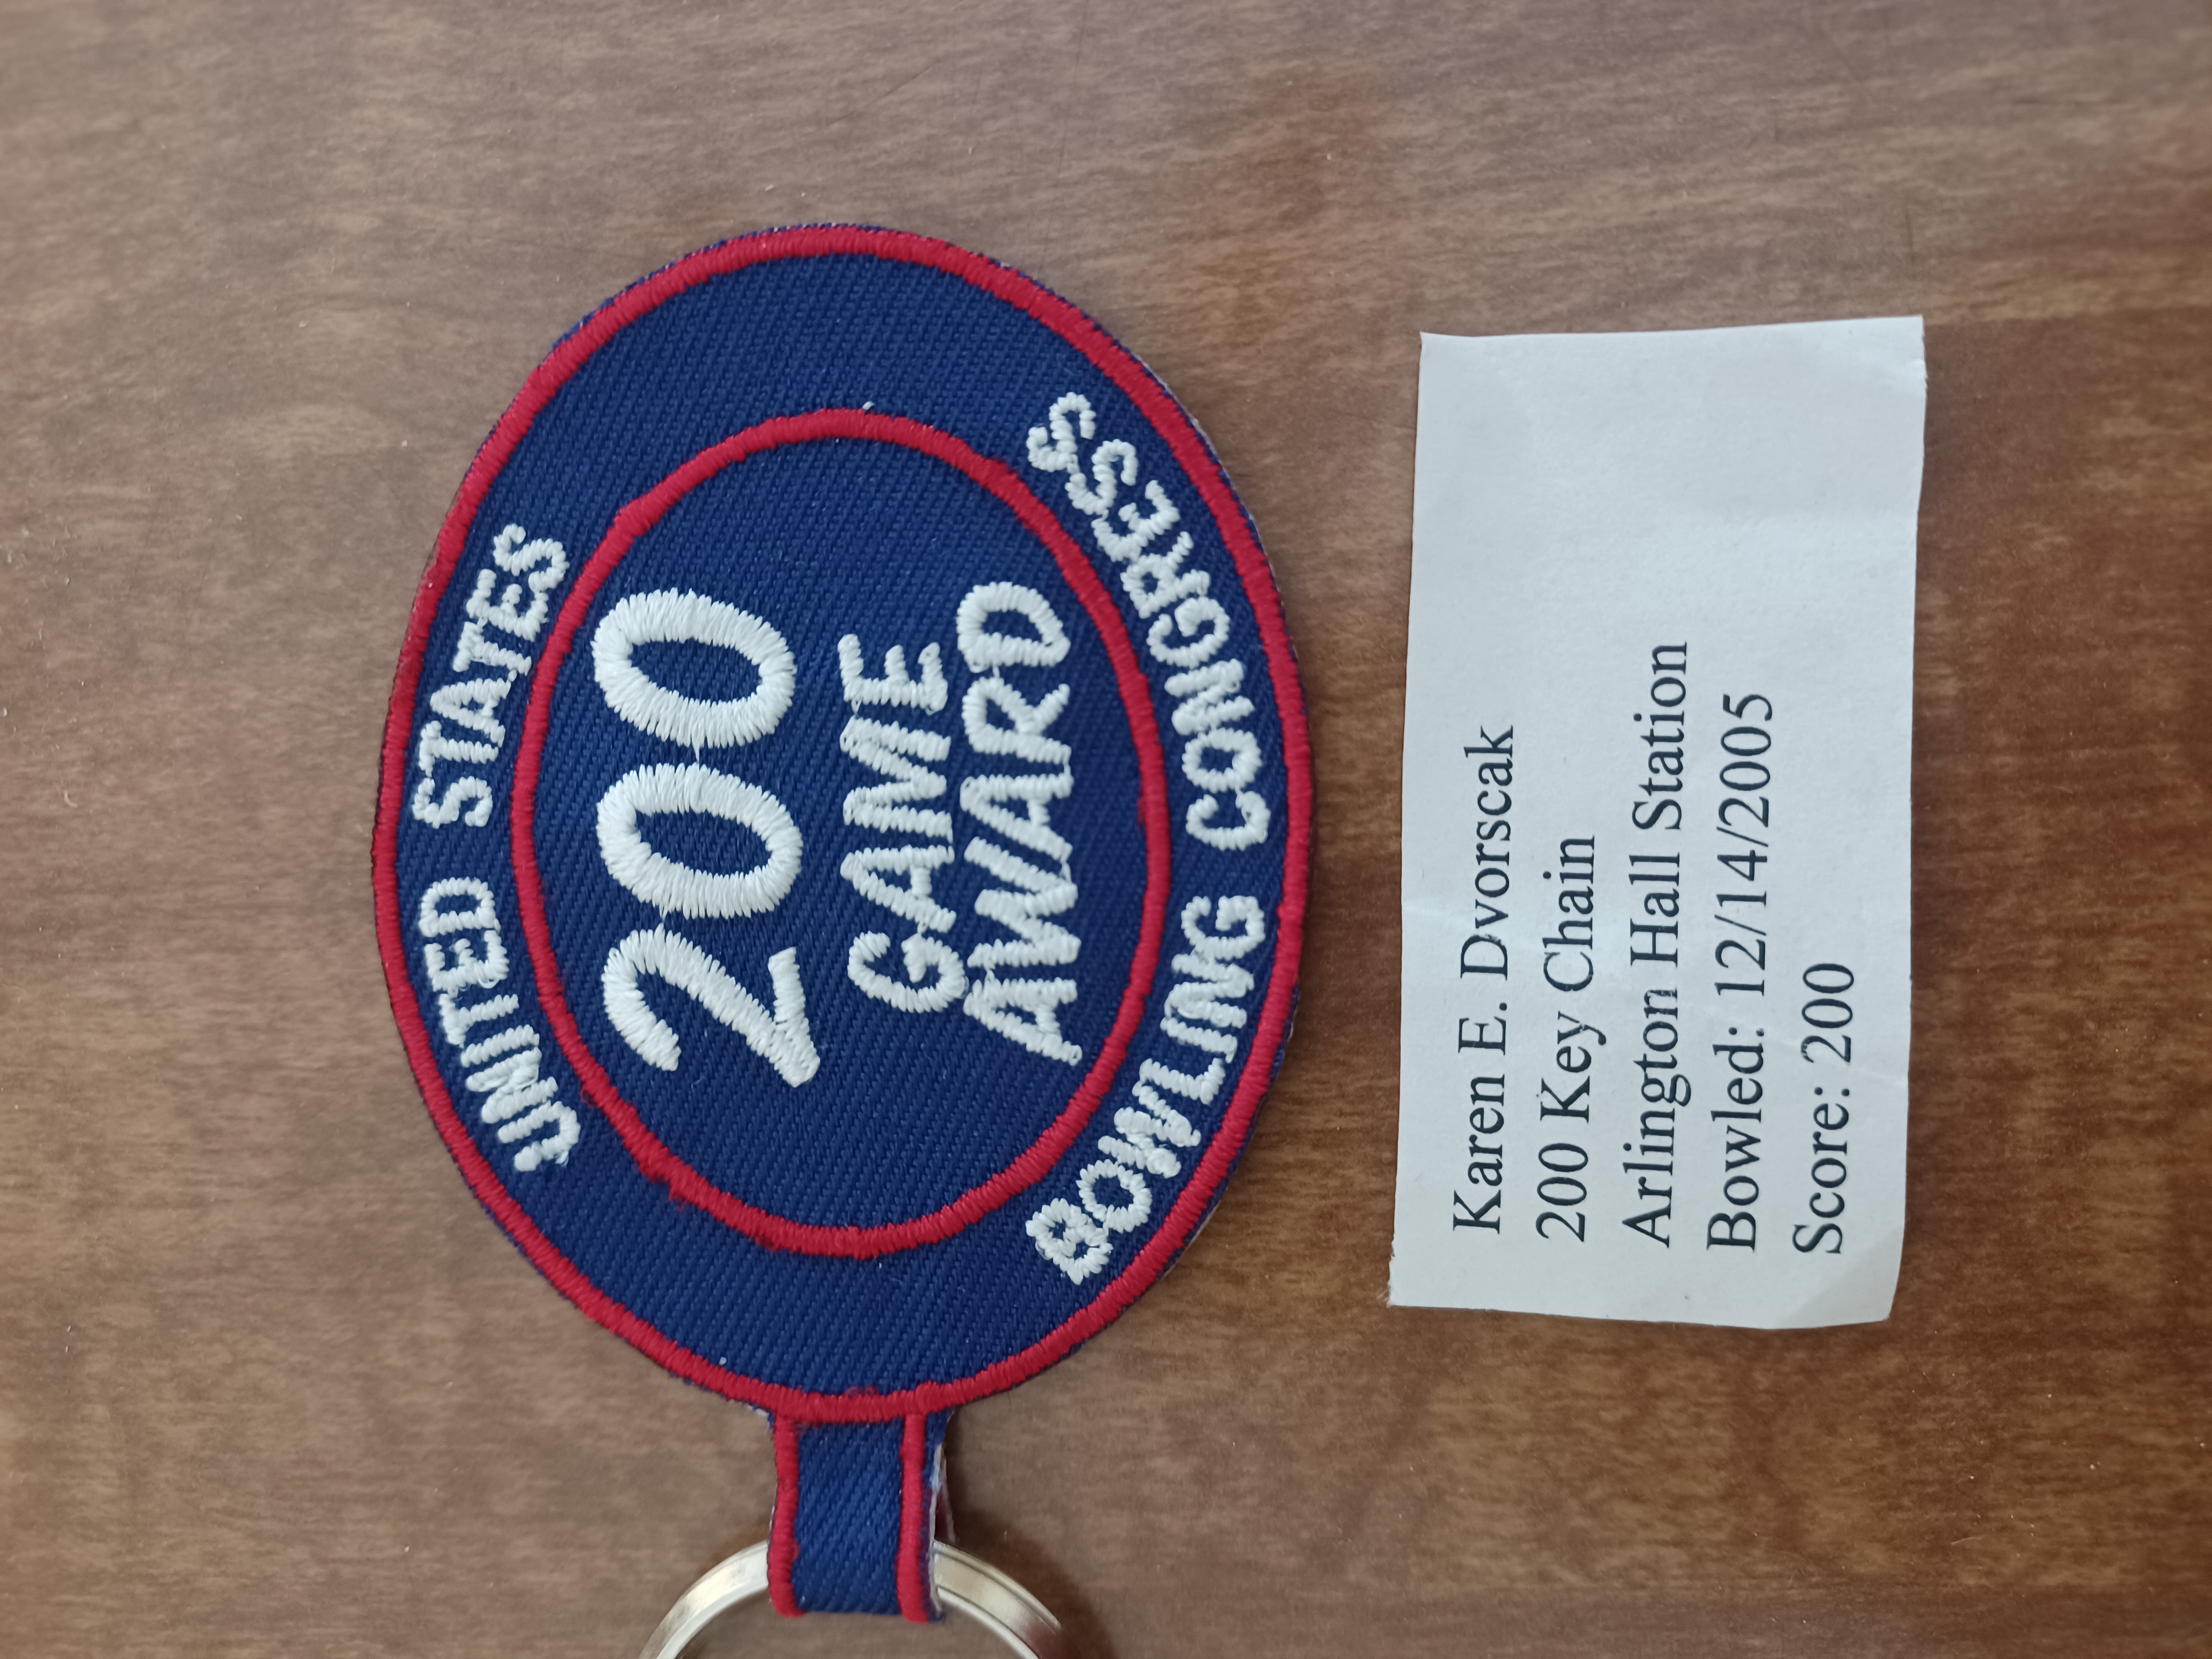 UNITED STATES
200
GAME
AWARD
BOWLING CONGRESS
Karen E. Dvorscak
200 Key Chain
Arlington Hall Station
Bowled: 12/14/2005
Score: 200